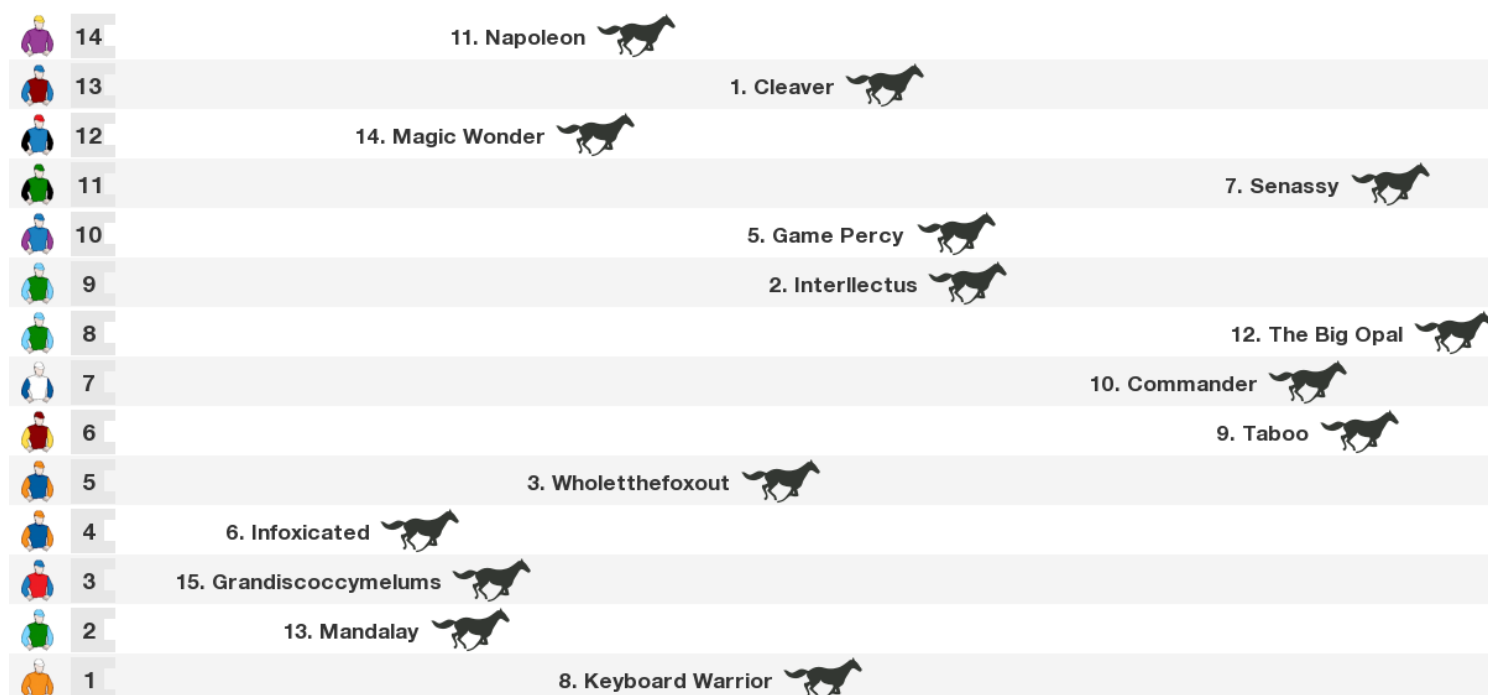 14 11. Napoleon
13 1. Cleaver
12 14. Magic Wonder
11 7. Senassy
10 5. Game Percy
9 2. Interllectus
8 12. The Big Opal
7 10. Commander
6 9. Taboo
5 3. Wholetthefoxout
4 6. Infoxicated
3 15. Grandiscoccymelums
2 13. Mandalay
1 8. Keyboard Warrior